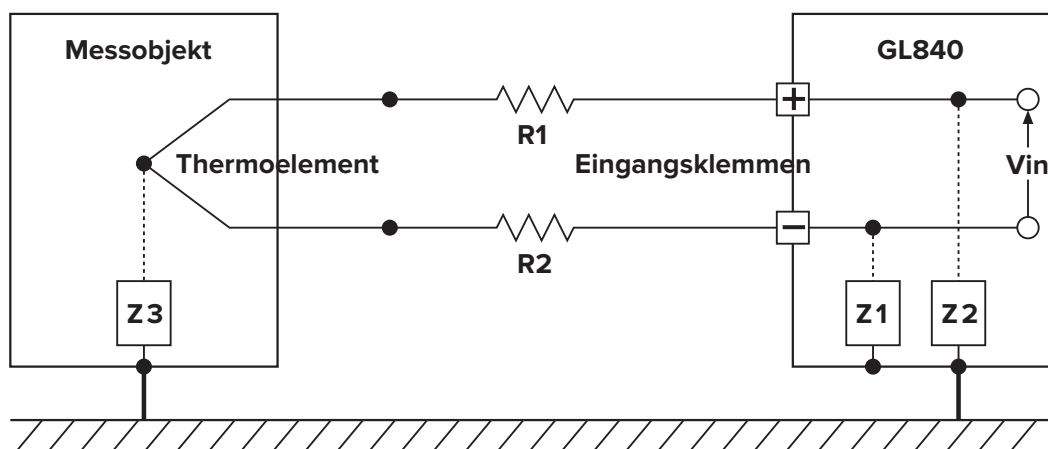 Messobjekt
GL840
+
R1
Thermoelement
Eingangsklemmen
Vin
−
R2
Z3
Z1
Z2